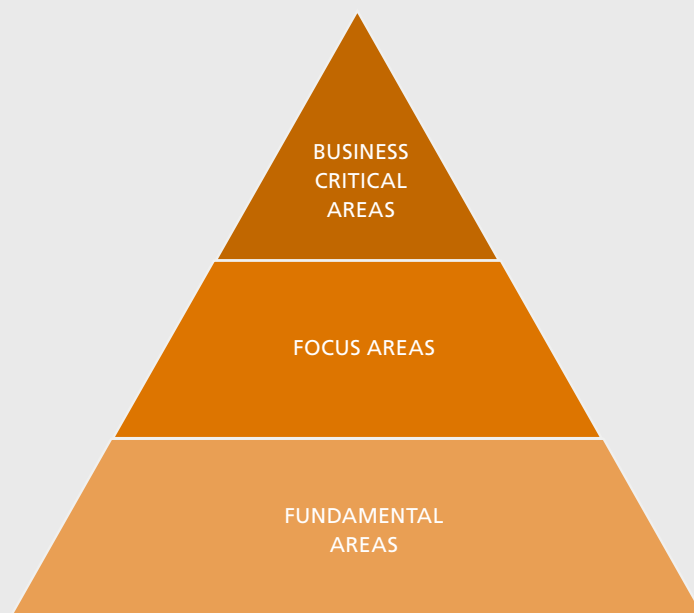 BUSINESS
CRITICAL
AREAS
FOCUS AREAS
FUNDAMENTAL
AREAS